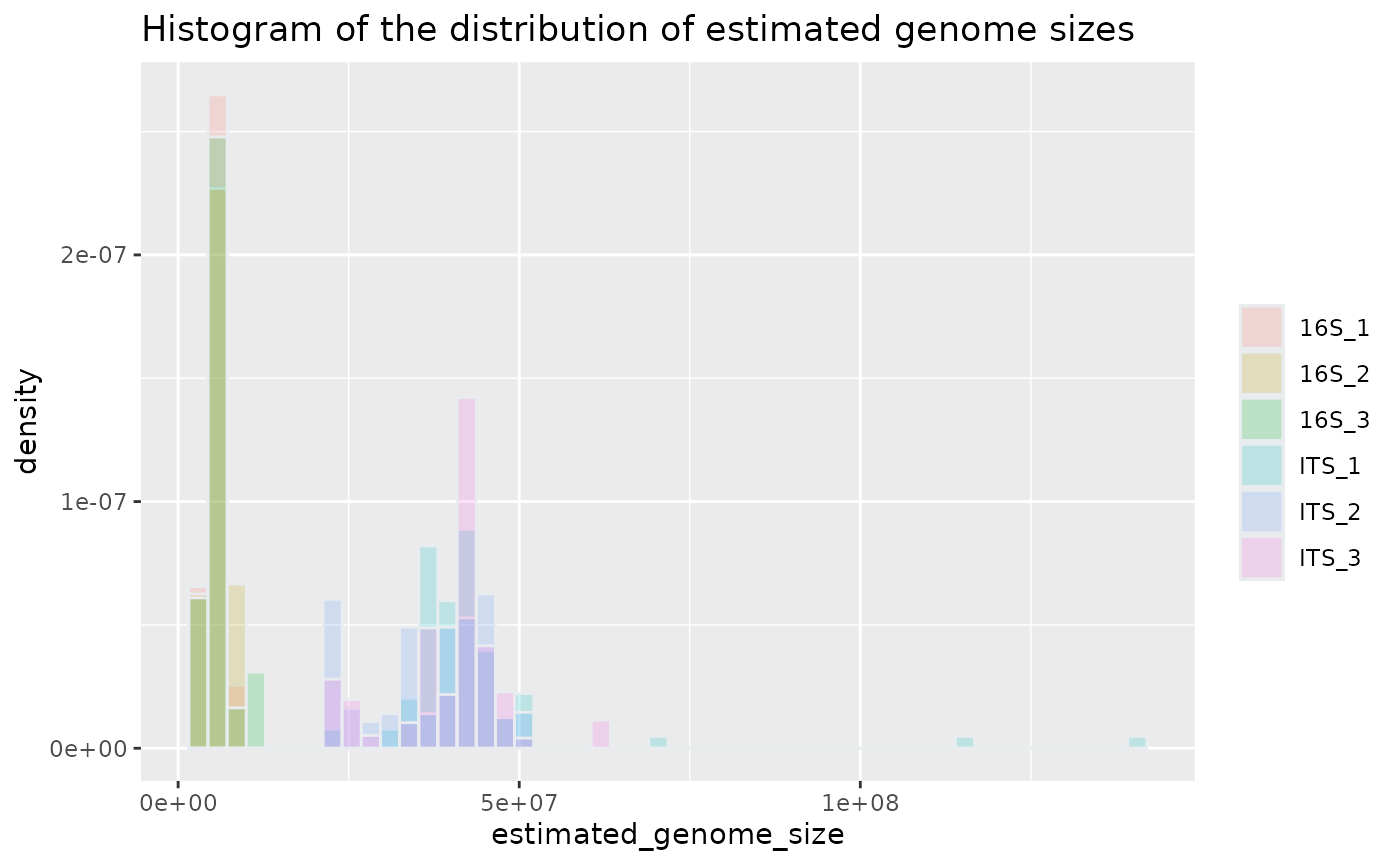 Histogram of the distribution of estimated genome sizes
density
2e-07
1e-07
0e+00
0e+00 5e+07 1e+08
estimated_genome_size
16S_1
16S_2
16S_3
ITS_1
ITS_2
ITS_3